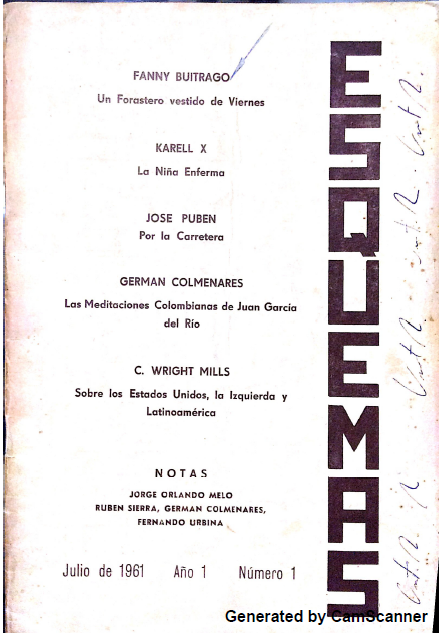 FANNY BUITRAGO
Un Forastero vestido de Viernes
KARELL X
La Niña Enferma
JOSE PUBEN
Por la Carretera
GERMAN COLMENARES
Las Meditaciones Colombianas de Juan García
del Río
C. WRIGHT MILLS
Sobre los Estados Unidos, la Izquierda y
Latinoamérica
NOTAS
JORGE ORLANDO MELO
RUBEN SIERRA, GERMAN COLMENARES,
FERNANDO URBINA
Julio de 1961 Año 1 Número 1
ESQUEMAS
Generated by CamScanner